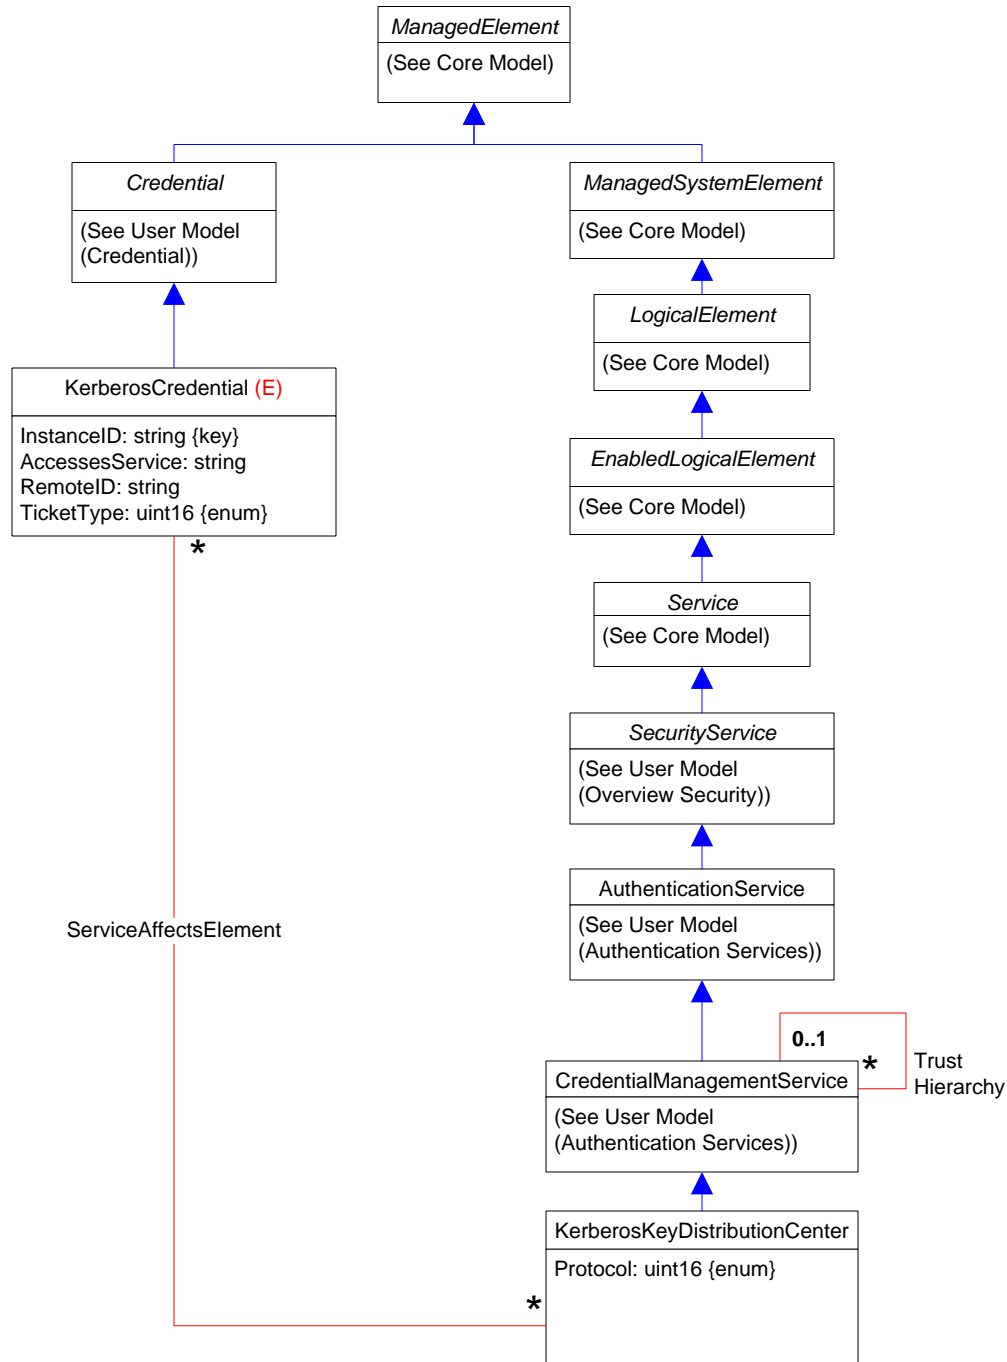 ManagedElement
(See Core Model)
Credential
(See User Model
(Credential))
ManagedSystemElement
(See Core Model)
LogicalElement
(See Core Model)
KerberosCredential (E)
InstanceID: string {key}
AccessesService: string
RemoteID: string
TicketType: uint16 {enum}
*
EnabledLogicalElement
(See Core Model)
Service
(See Core Model)
SecurityService
(See User Model
(Overview Security))
AuthenticationService
(See User Model
(Authentication Services))
ServiceAffectsElement
0..1
*
Trust
Hierarchy
CredentialManagementService
(See User Model
(Authentication Services))
KerberosKeyDistributionCenter
Protocol: uint16 {enum}
*